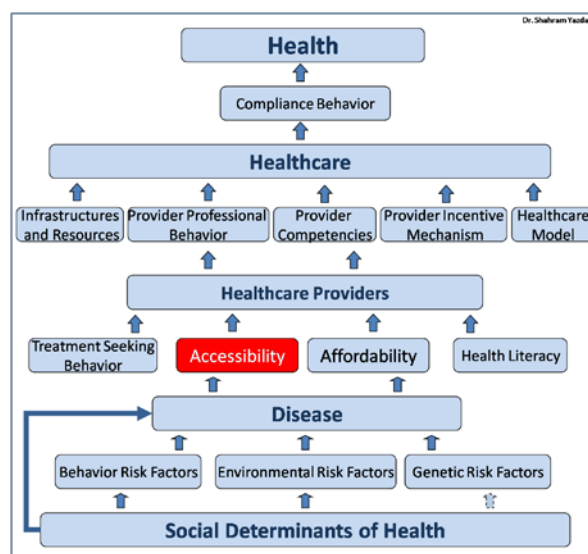 Dr. Shahram Yazda
Health
Compliance Behavior
Healthcare
Infrastructures
and Resources
Provider Professional
Behavior
Provider
Competencies
Provider Incentive
Mechanism
Healthcare
Model
Healthcare Providers
Treatment Seeking
Behavior
Accessibility
Affordability
Health Literacy
Disease
Behavior Risk Factors
Environmental Risk Factors
Genetic Risk Factors
Social Determinants of Health